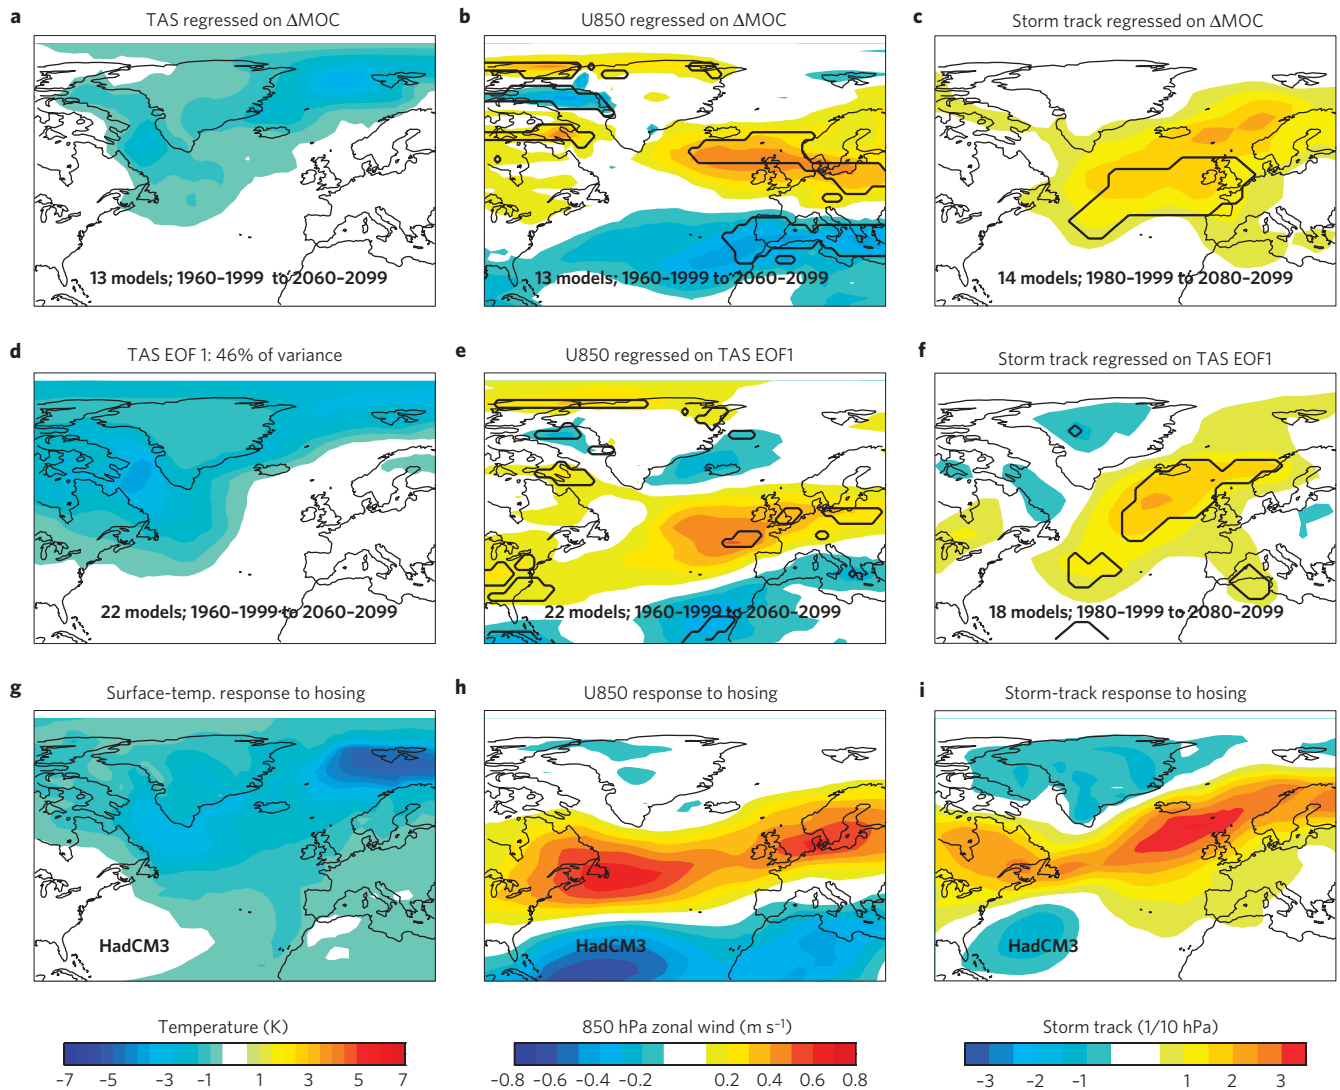 a TAS regressed on ΔMOC
b U850 regressed on ΔMOC
c Storm track regressed on ΔMOC
13 models; 1960–1999 to 2060–2099
13 models; 1960–1999 to 2060–2099
14 models; 1980–1999 to 2080–2099
d TAS EOF 1: 46% of variance
e U850 regressed on TAS EOF1
f Storm track regressed on TAS EOF1
22 models; 1960–1999 to 2060–2099
22 models; 1960–1999 to 2060–2099
18 models; 1980–1999 to 2080–2099
g Surface-temp. response to hosing
h U850 response to hosing
i Storm-track response to hosing
HadCM3
HadCM3
HadCM3
Temperature (K)
−7 −5 −3 −1 1 3 5 7
850 hPa zonal wind (m s⁻¹)
−0.8 −0.6 −0.4 −0.2 0.2 0.4 0.6 0.8
Storm track (1/10 hPa)
−3 −2 −1 1 2 3